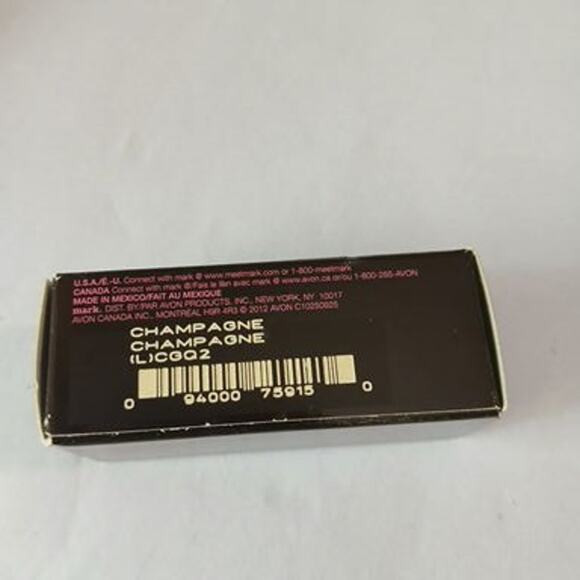 U.S.A./É.-U. Connect with mark @ www.meetmark.com or 1-800-meetmark
CANADA Connect with mark @/Fais le lien avec mark @ www.avon.ca or/ou 1-800-265-AVON
MADE IN MEXICO/FAIT AU MEXIQUE
mark. DIST. BY/PAR AVON PRODUCTS, INC., NEW YORK, NY 10017
AVON CANADA INC., MONTRÉAL H9R 4R3 © 2012 AVON C10250625
CHAMPAGNE
CHAMPAGNE
(L)CGQ2
0 94000 75915 0